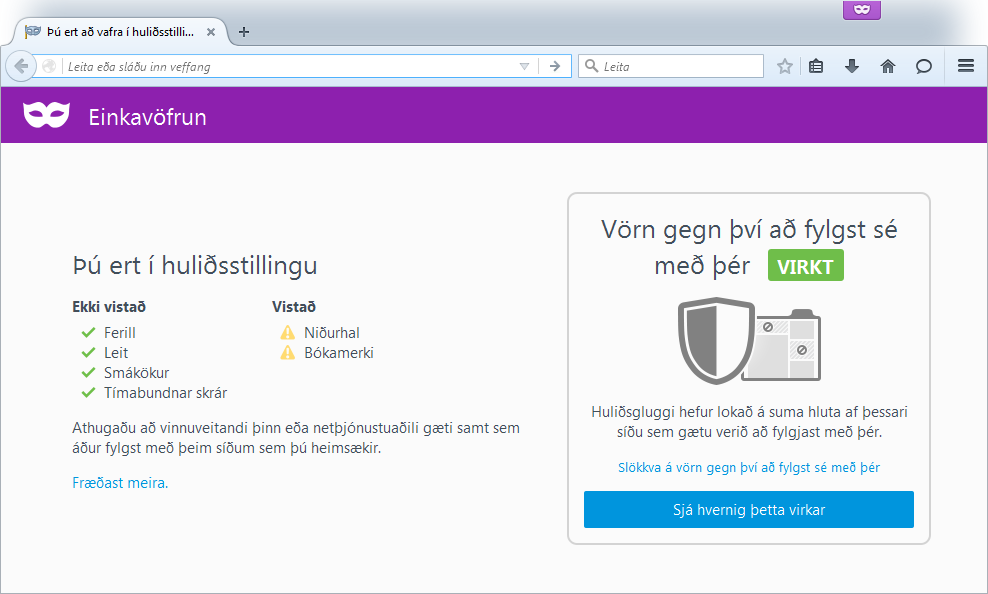 Þú ert að vafra í huliðsstilli...
Leita eða sláðu inn veffang
Leita
Einkavöfrun
Þú ert í huliðsstillingu
Ekki vistað
Ferill
Leit
Smákökur
Tímabundnar skrár
Vistað
Niðurhal
Bókamerki
Athugaðu að vinnuveitandi þinn eða netþjónustuaðili gæti samt sem
áður fylgst með þeim síðum sem þú heimsækir.
Fræðast meira.
Vörn gegn því að fylgst sé
með þér VIRKT
Huliðsgluggi hefur lokað á suma hluta af þessari
síðu sem gætu verið að fylgjast með þér.
Slökkva á vörn gegn því að fylgst sé með þér
Sjá hvernig þetta virkar